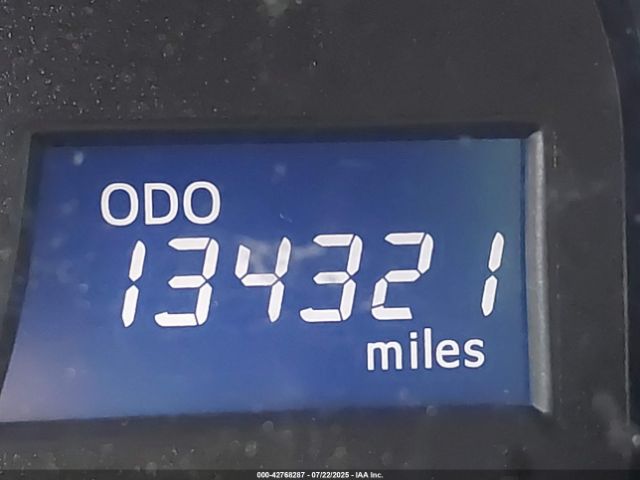 ODO
134321
miles
000-42768287 - 07/22/2025 - IAA Inc.